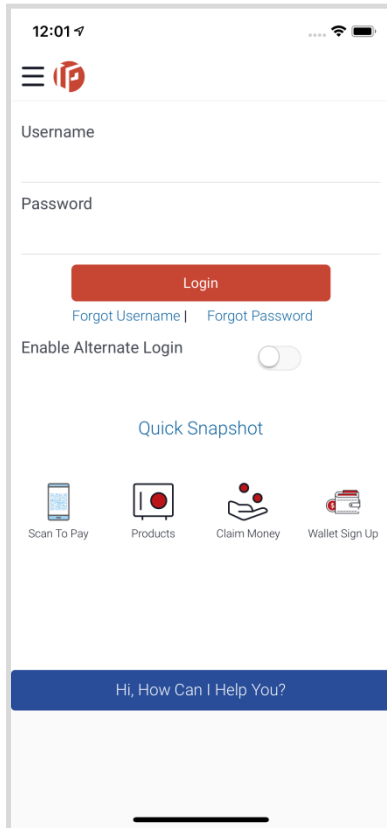 12:01
Username
Password
Login
Forgot Username | Forgot Password
Enable Alternate Login
Quick Snapshot
Scan To Pay Products Claim Money Wallet Sign Up
Hi, How Can I Help You?